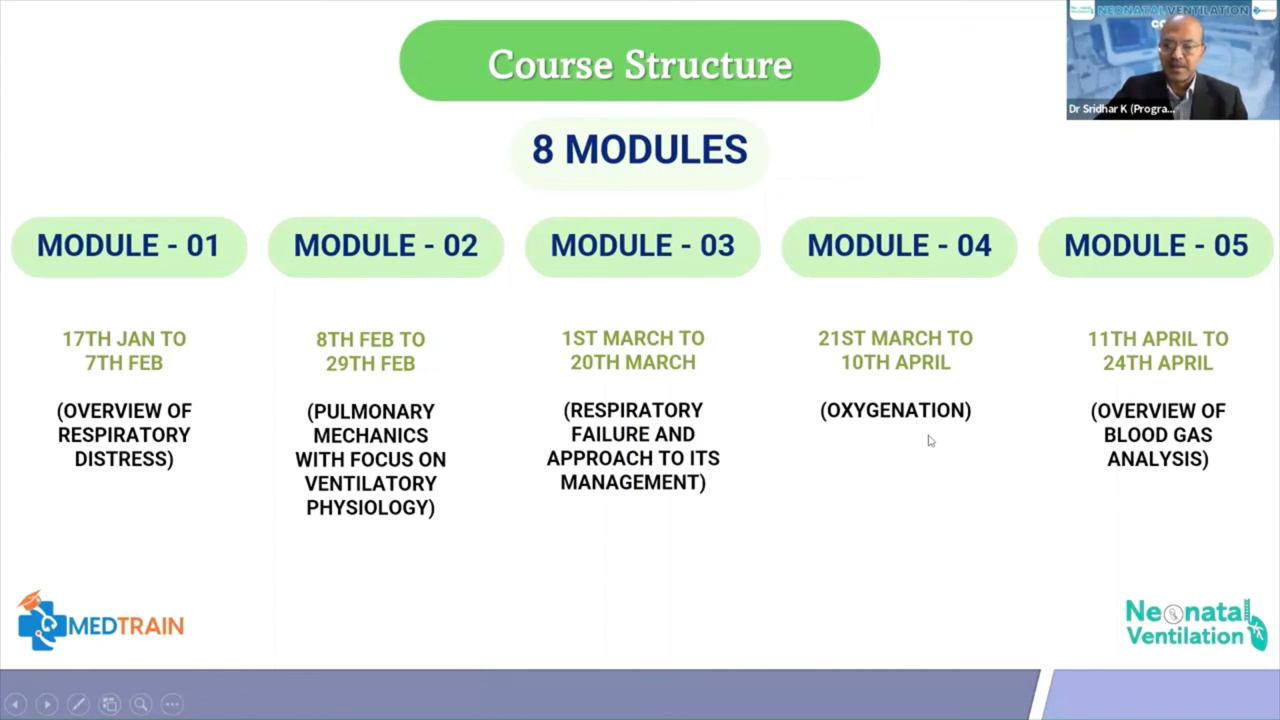 Course Structure
8 MODULES
MODULE - 01
17TH JAN TO
7TH FEB
(OVERVIEW OF
RESPIRATORY
DISTRESS)
MODULE - 02
8TH FEB TO
29TH FEB
(PULMONARY
MECHANICS
WITH FOCUS ON
VENTILATORY
PHYSIOLOGY)
MODULE - 03
1ST MARCH TO
20TH MARCH
(RESPIRATORY
FAILURE AND
APPROACH TO ITS
MANAGEMENT)
MODULE - 04
21ST MARCH TO
10TH APRIL
(OXYGENATION)
MODULE - 05
11TH APRIL TO
24TH APRIL
(OVERVIEW OF
BLOOD GAS
ANALYSIS)
NEONATAL VENTILATION
Dr Sridhar K (Progra...
MEDTRAIN
Neonatal
Ventilation